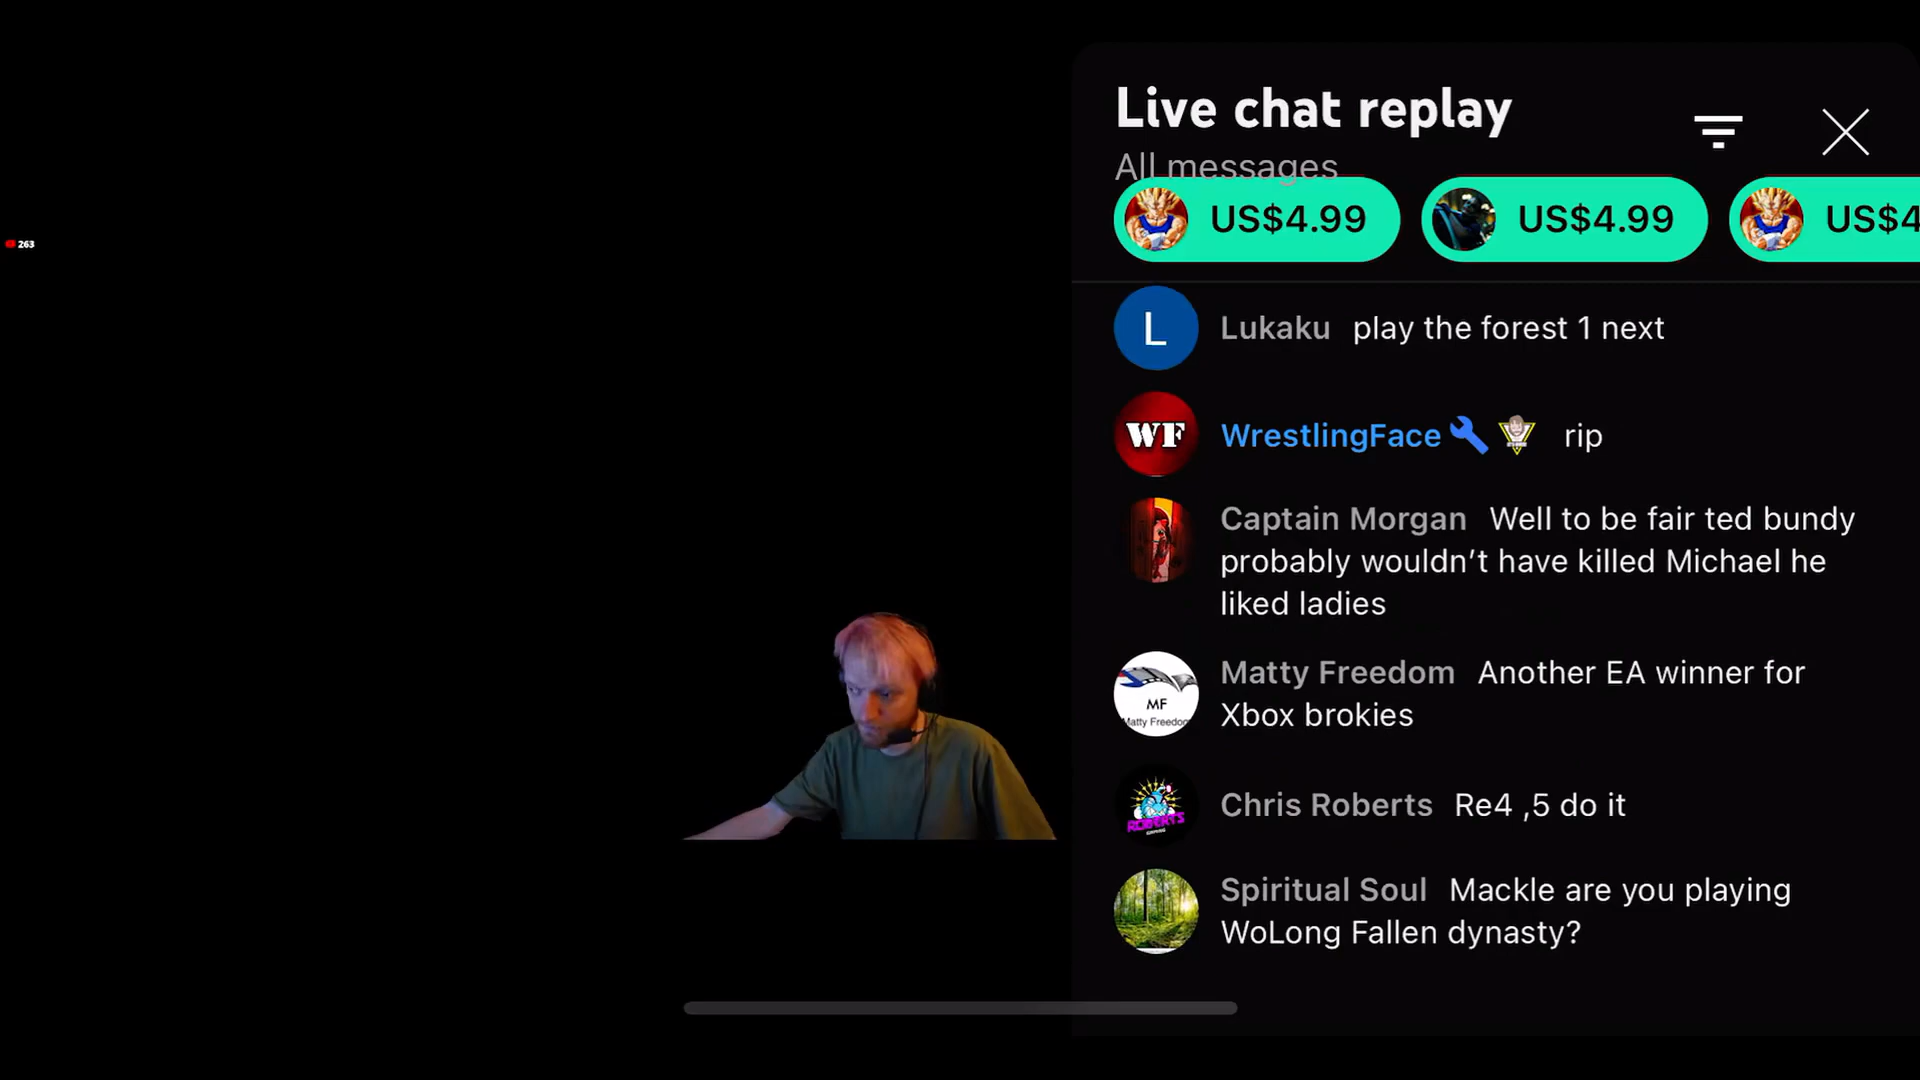 Live chat replay
All messages
US$4.99
US$4.99
US$4
263
L
Lukaku play the forest 1 next
WF
WrestlingFace rip
Captain Morgan Well to be fair ted bundy
probably wouldn’t have killed Michael he
liked ladies
MF
Matty Freedom
Matty Freedom Another EA winner for
Xbox brokies
ROBERTS
Chris Roberts Re4 ,5 do it
Spiritual Soul Mackle are you playing
WoLong Fallen dynasty?